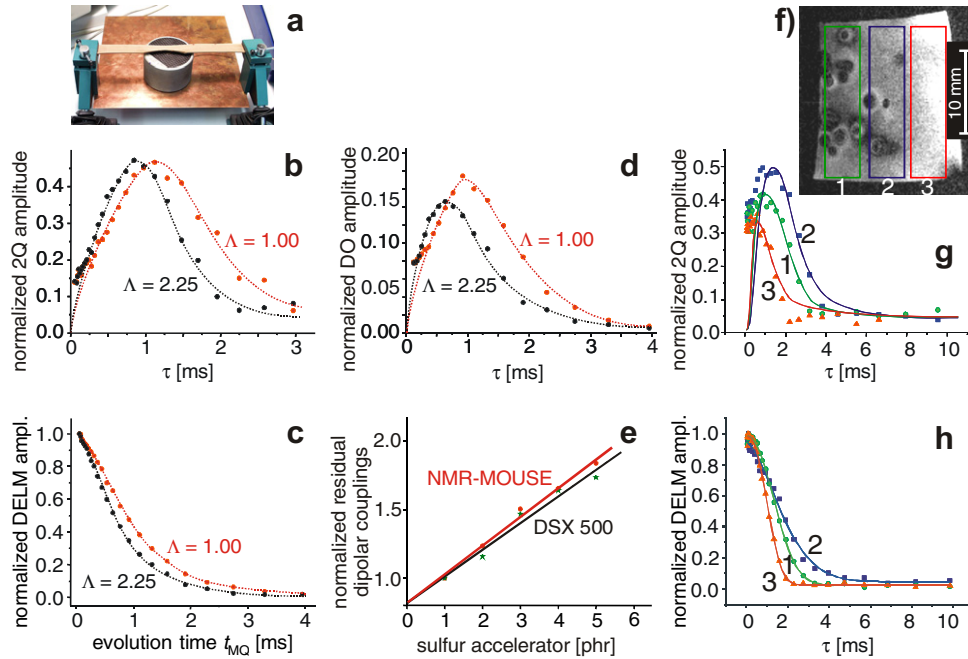 a
f)
10 mm
1 2 3
b
normalized 2Q amplitude
0.4
0.3
0.2
0.1
0.0
Λ = 1.00
Λ = 2.25
0 1 2 3
τ [ms]
d
normalized DQ amplitude
0.20
0.15
0.10
0.05
0.00
Λ = 1.00
Λ = 2.25
0 1 2 3 4
τ [ms]
g
normalized 2Q amplitude
0.5
0.4
0.3
0.2
0.1
0.0
2
1
3
0 2 4 6 8 10
τ [ms]
c
normalized DELM ampl.
1.0
0.8
0.6
0.4
0.2
0.0
Λ = 1.00
Λ = 2.25
0 1 2 3 4
evolution time tMQ [ms]
e
normalized residual
dipolar couplings
2.0
1.5
1.0
NMR-MOUSE
DSX 500
0 1 2 3 4 5 6
sulfur accelerator [phr]
h
normalized DELM ampl.
1.0
0.8
0.6
0.4
0.2
0.0
2
1
3
0 2 4 6 8 10
τ [ms]